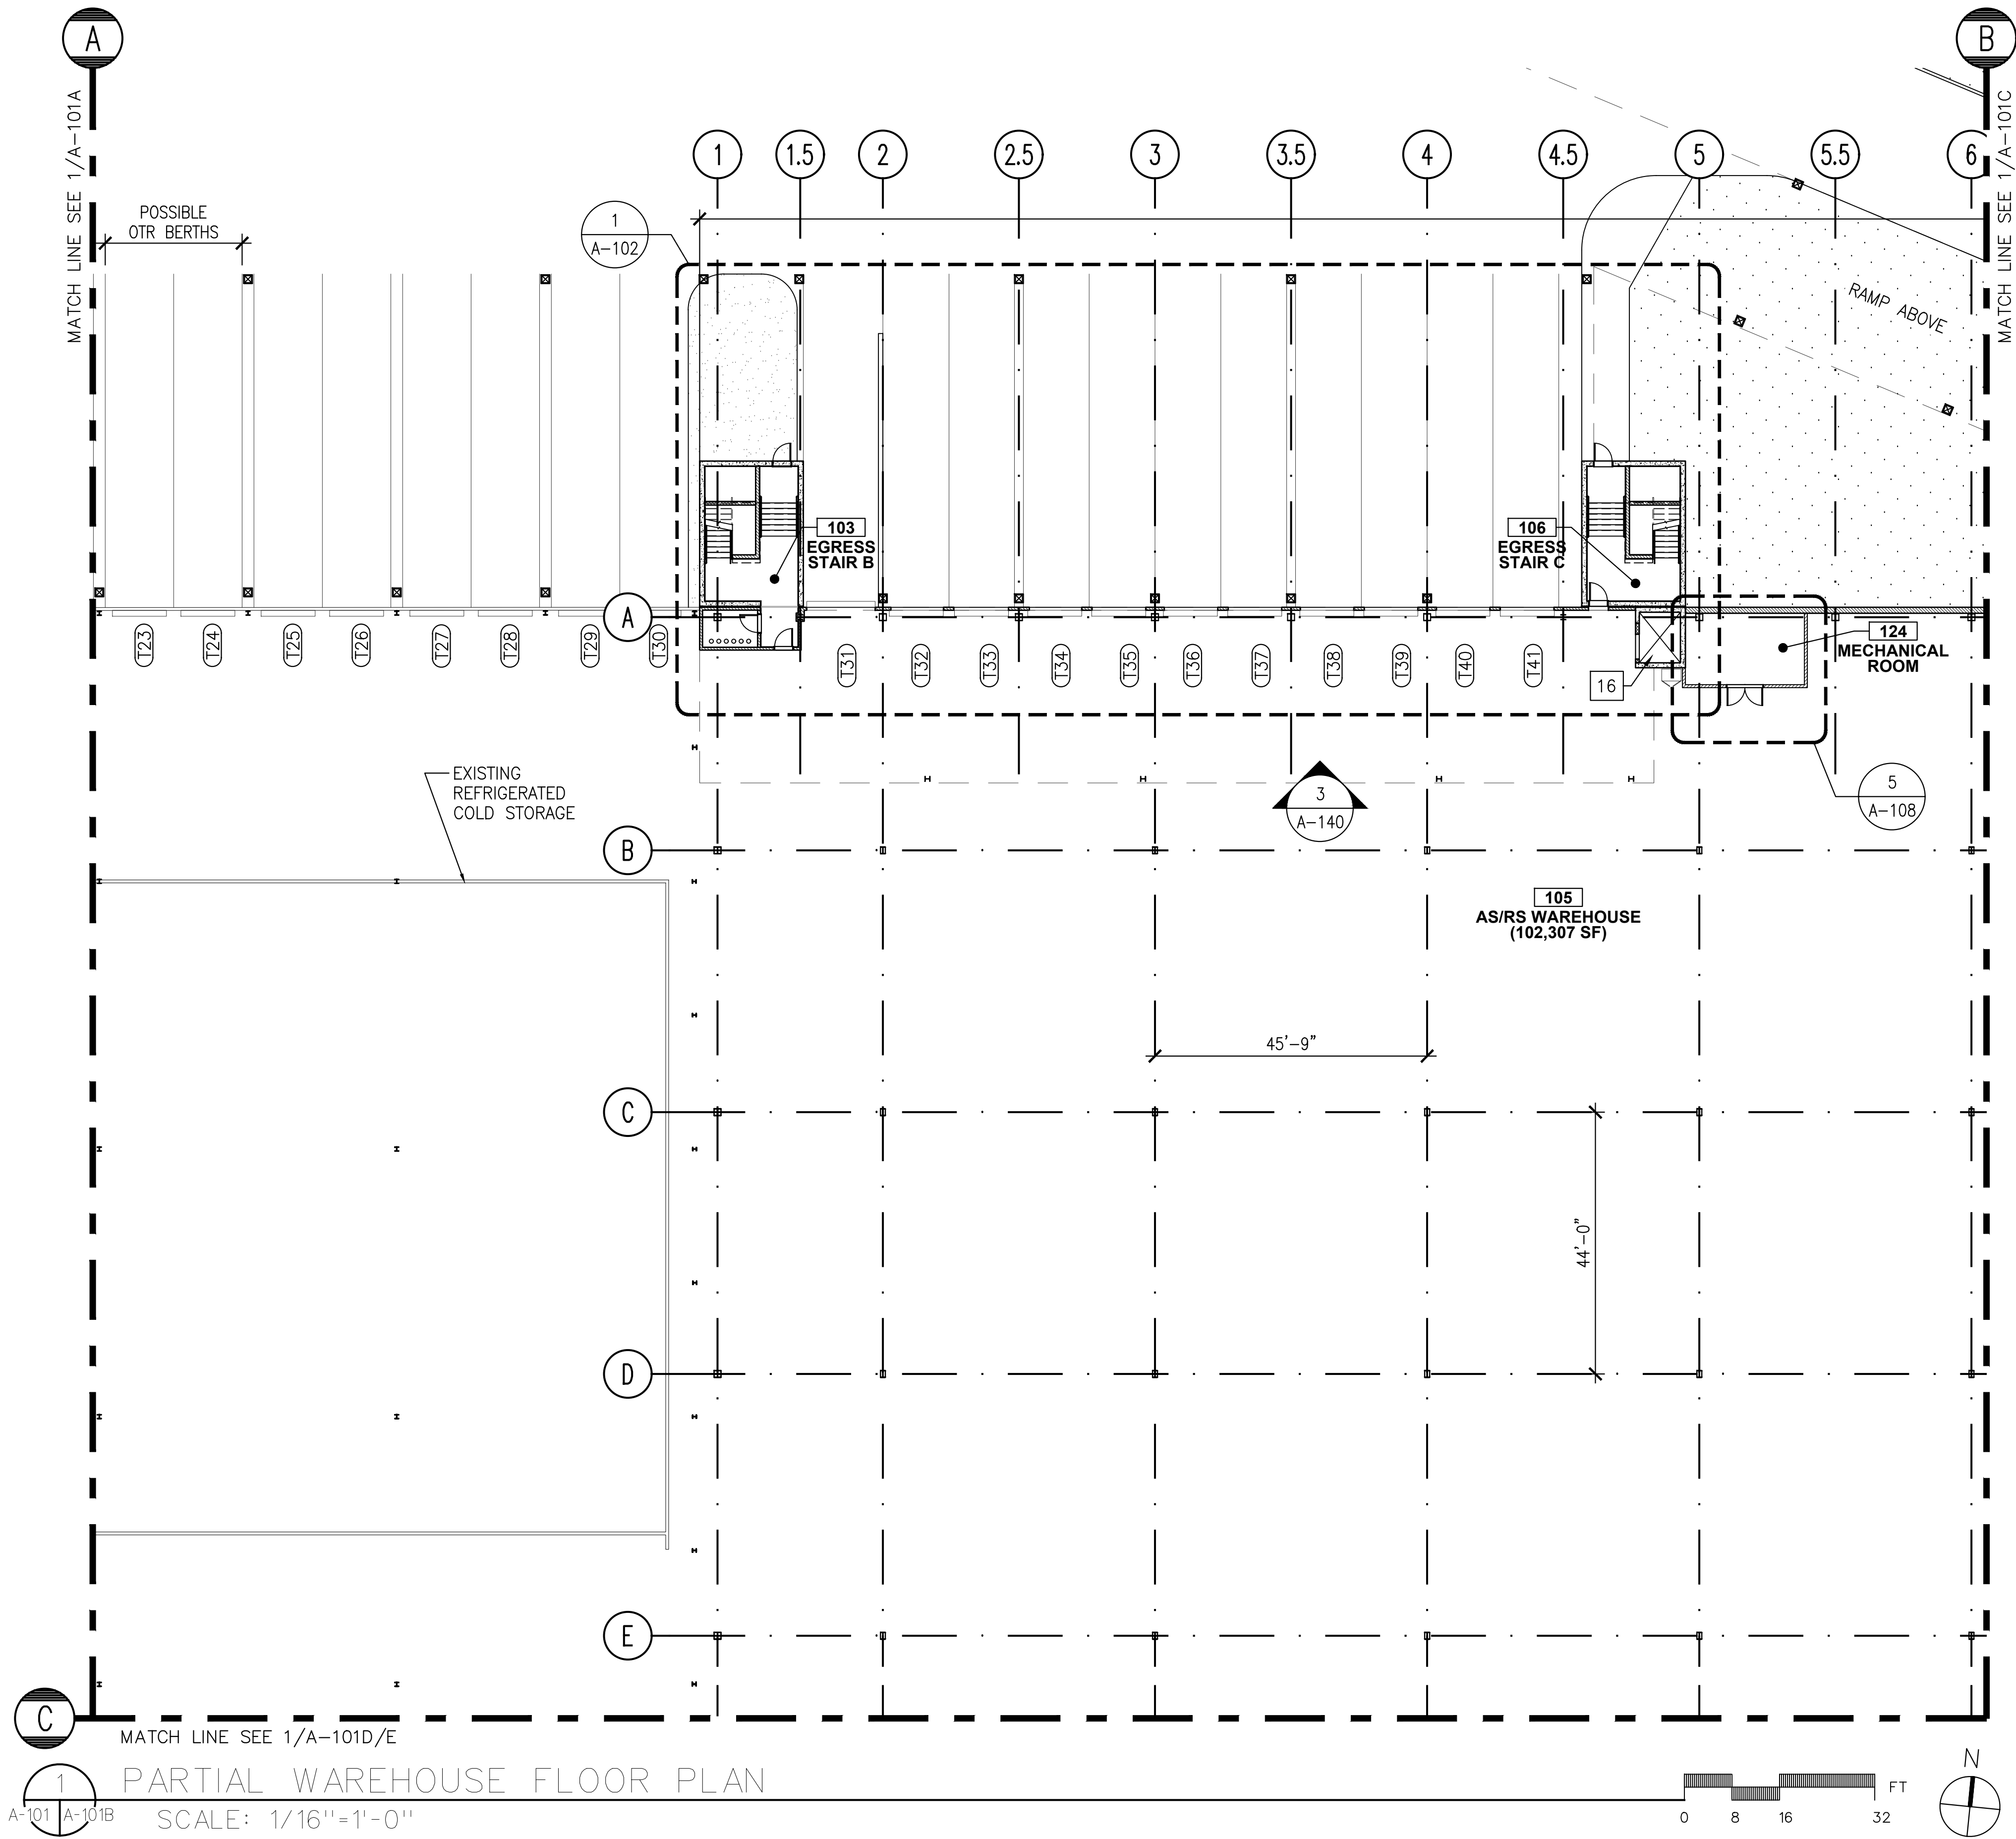 A
B
MATCH LINE SEE 1/A-101A
MATCH LINE SEE 1/A-101C
1
1.5
2
2.5
3
3.5
4
4.5
5
5.5
6
POSSIBLE
OTR BERTHS
1
A-102
RAMP ABOVE
103
EGRESS
STAIR B
106
EGRESS
STAIR C
A
T23
T24
T25
T26
T27
T28
T29
T30
T31
T32
T33
T34
T35
T36
T37
T38
T39
T40
T41
16
124
MECHANICAL
ROOM
EXISTING
REFRIGERATED
COLD STORAGE
3
A-140
5
A-108
B
105
AS/RS WAREHOUSE
(102,307 SF)
45'-9"
C
44'-0"
D
E
C
MATCH LINE SEE 1/A-101D/E
1
A-101
A-101B
PARTIAL WAREHOUSE FLOOR PLAN
SCALE: 1/16"=1'-0"
0
8
16
32
FT
N